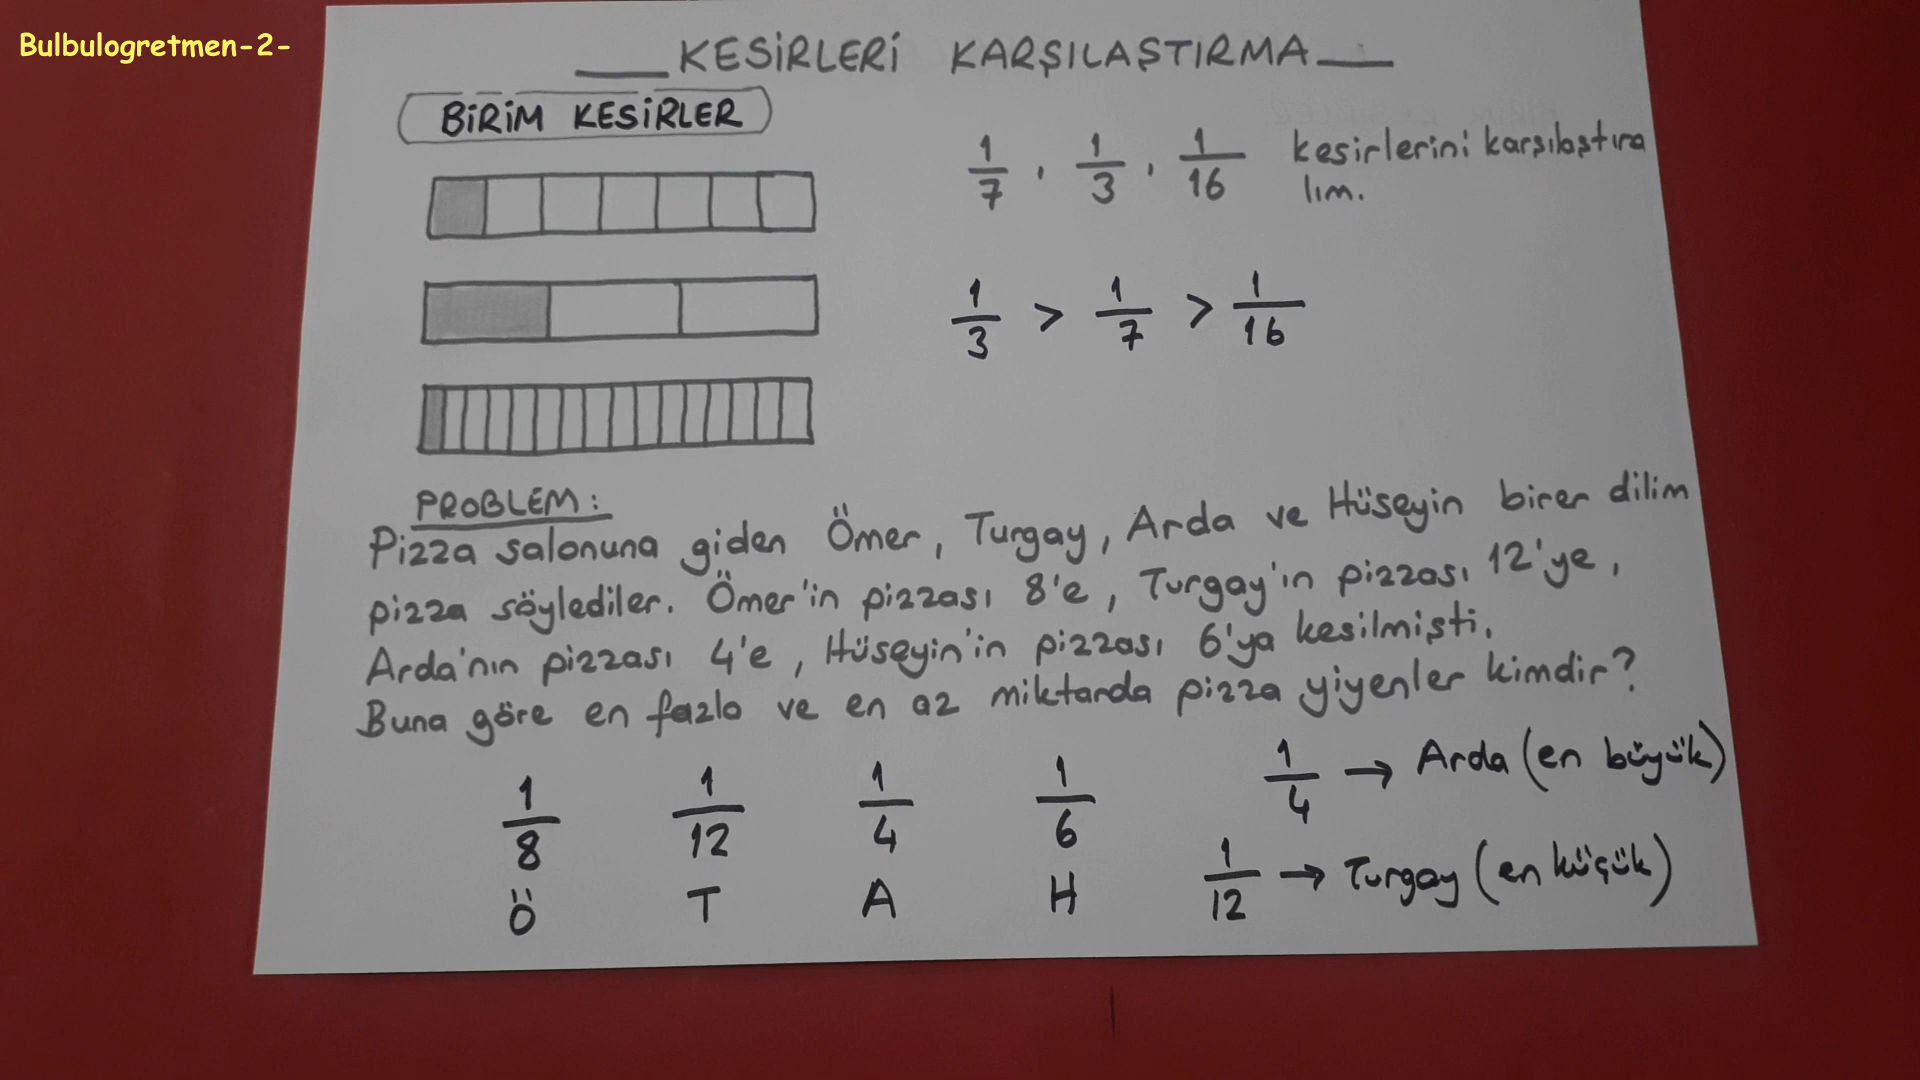 Bulbulogretmen-2-
KESİRLERİ KARŞILAŞTIRMA
BİRİM KESİRLER
1/7 , 1/3 , 1/16 kesirlerini karşılaştıra
lım.
1/3 > 1/7 > 1/16
PROBLEM:
Pizza salonuna giden Ömer, Turgay, Arda ve Hüseyin birer dilim
pizza söylediler. Ömer'in pizzası 8'e, Turgay'ın pizzası 12'ye,
Arda'nın pizzası 4'e, Hüseyin'in pizzası 6'ya kesilmişti.
Buna göre en fazla ve en az miktarda pizza yiyenler kimdir?
1/8 1/12 1/4 1/6
Ö T A H
1/4 → Arda (en büyük)
1/12 → Turgay (en küçük)